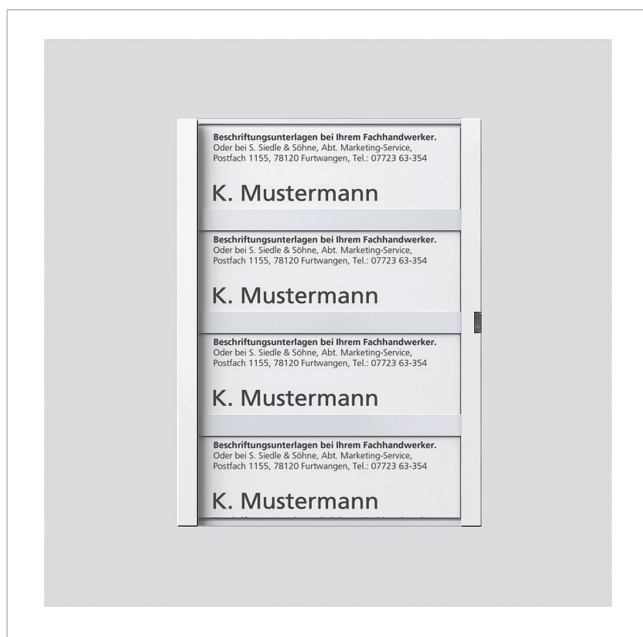 Beschriftungsunterlagen bei Ihrem Fachhandwerker.
Oder bei S. Siedle & Söhne, Abt. Marketing-Service,
Postfach 1155, 78120 Furtwangen, Tel.: 07723 63-354
K. Mustermann
Beschriftungsunterlagen bei Ihrem Fachhandwerker.
Oder bei S. Siedle & Söhne, Abt. Marketing-Service,
Postfach 1155, 78120 Furtwangen, Tel.: 07723 63-354
K. Mustermann
Beschriftungsunterlagen bei Ihrem Fachhandwerker.
Oder bei S. Siedle & Söhne, Abt. Marketing-Service,
Postfach 1155, 78120 Furtwangen, Tel.: 07723 63-354
K. Mustermann
Beschriftungsunterlagen bei Ihrem Fachhandwerker.
Oder bei S. Siedle & Söhne, Abt. Marketing-Service,
Postfach 1155, 78120 Furtwangen, Tel.: 07723 63-354
K. Mustermann